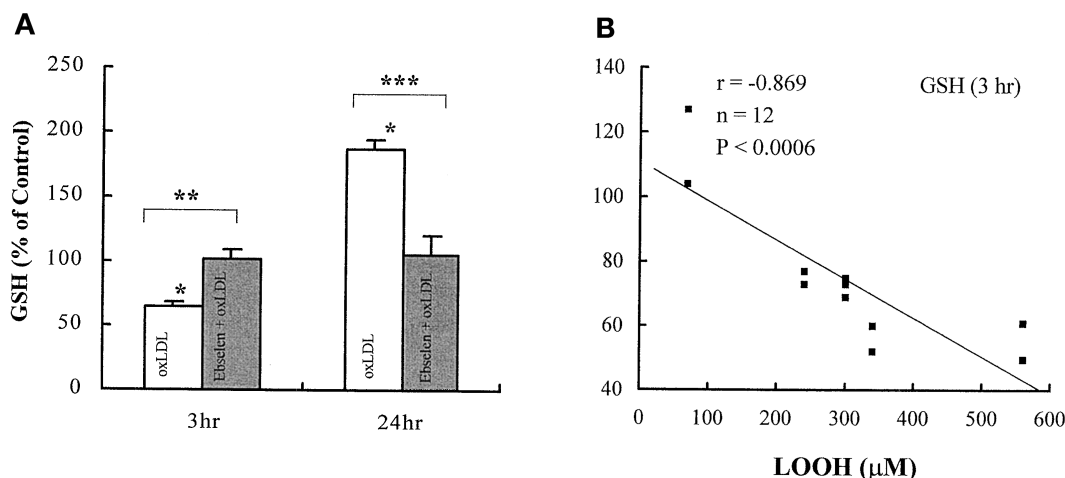 A
GSH (% of Control)
250
200
150
100
50
0
**
*
***
*
oxLDL
Ebselen + oxLDL
oxLDL
Ebselen + oxLDL
3hr
24hr
B
140
120
100
80
60
40
r = -0.869
n = 12
P < 0.0006
GSH (3 hr)
0
100
200
300
400
500
600
LOOH (μM)